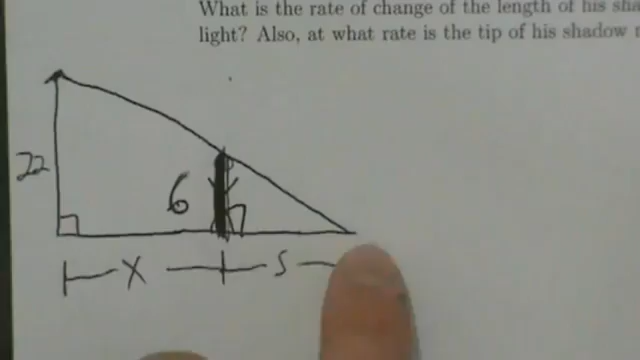 What is the rate of change of the length of his
light? Also, at what rate is the tip of his shadow
22
6
X
S